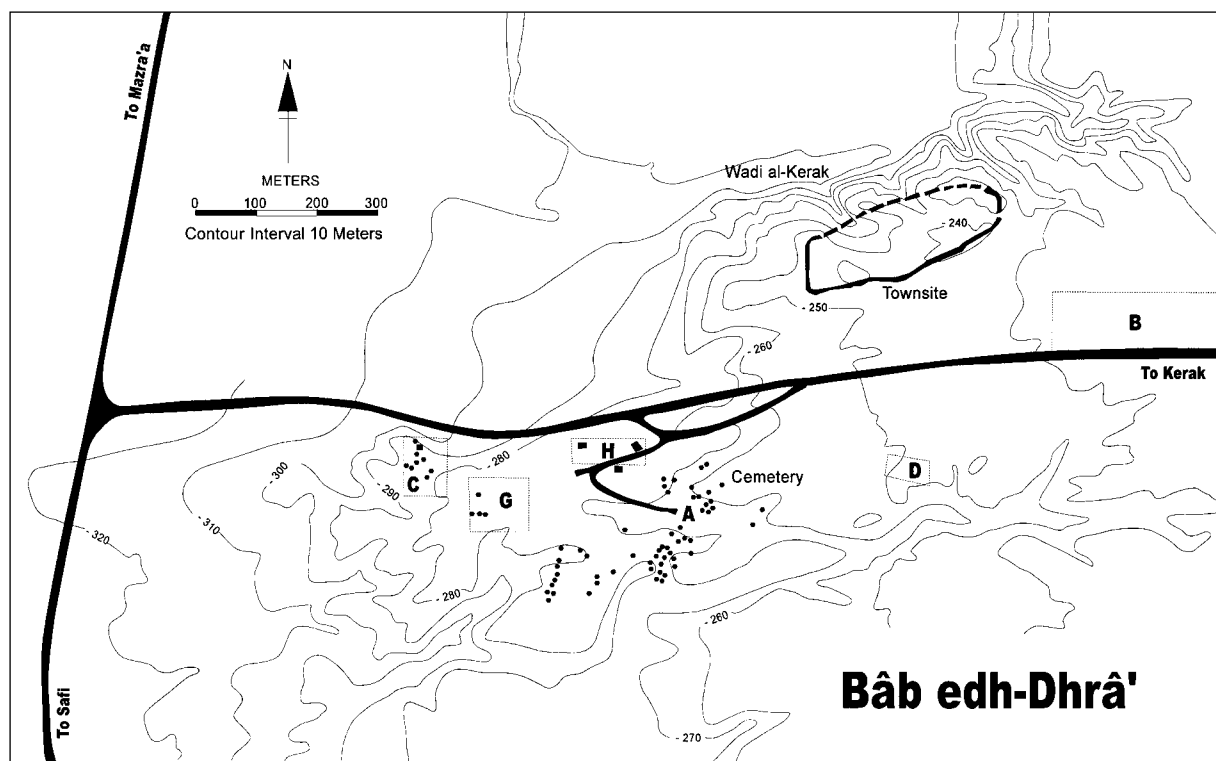 To Mazra'a
N
METERS
0 100 200 300
Contour Interval 10 Meters
Wadi al-Kerak
- 240
Townsite
- 250
B
- 260
To Kerak
H
- 280
Cemetery
D
- 300
C
- 290
G
A
- 310
- 320
- 280
- 260
Bâb edh-Dhrâ'
To Safi
- 270